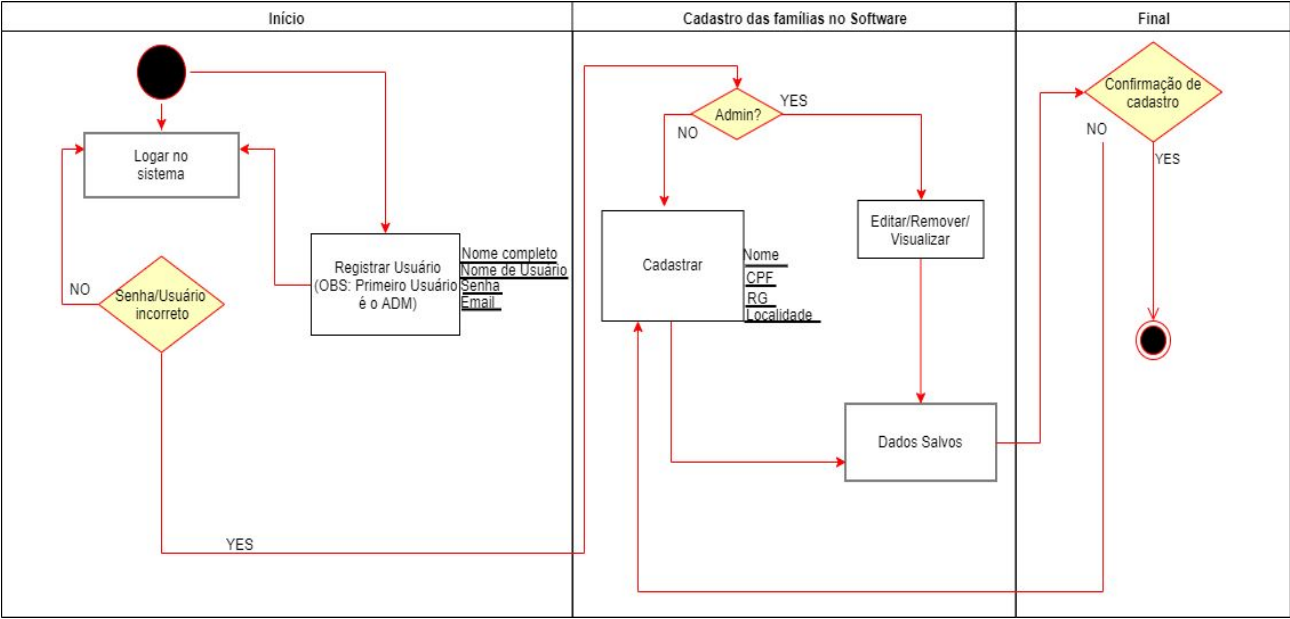 Início
Cadastro das famílias no Software
Final
Logar no
sistema
Registrar Usuário
(OBS: Primeiro Usuário
é o ADM)
Nome completo
Nome de Usuário
Senha
Email
NO
Senha/Usuário
incorreto
YES
Admin?
YES
NO
Cadastrar
Nome
CPF
RG
Localidade
Editar/Remover/
Visualizar
Dados Salvos
Confirmação de
cadastro
NO
YES